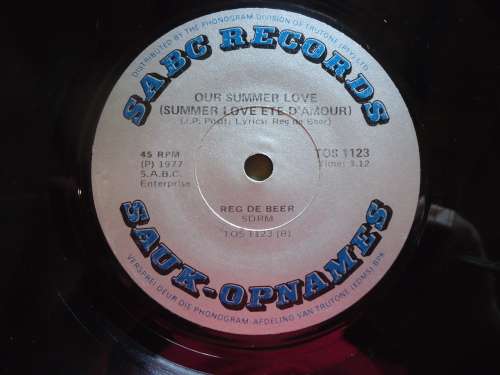 DISTRIBUTED BY THE PHONOGRAM DIVISION OF TRUTONE (PTY) LTD.
SABC RECORDS
OUR SUMMER LOVE
(SUMMER LOVE ETE D'AMOUR)
(J.P. Post, Lyrics: Reg de Beer)
45 RPM
(P) 1977
S.A.B.C.
Enterprise
TOS 1123
Time: 3.12
REG DE BEER
SDRM
TOS 1123 (B)
SAUK-OPNAMES
VERSPREI DEUR DIE PHONOGRAM-AFDELING VAN TRUTONE (EDMS) BPK.